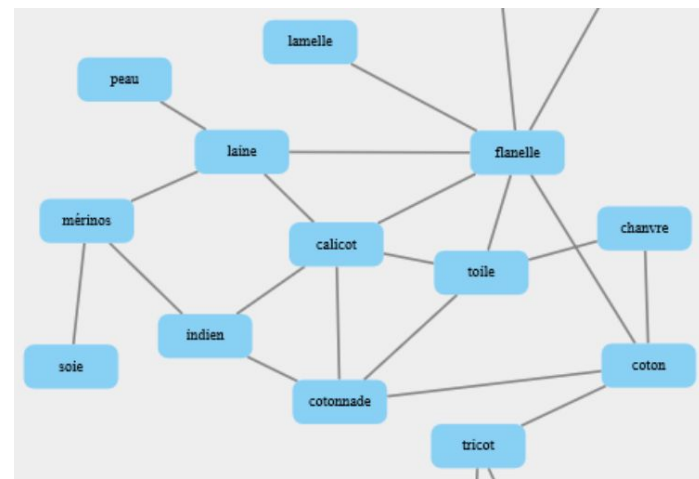 lamelle
peau
laine
flanelle
mérinos
chanvre
calicot
toile
indien
soie
coton
cotonnade
tricot